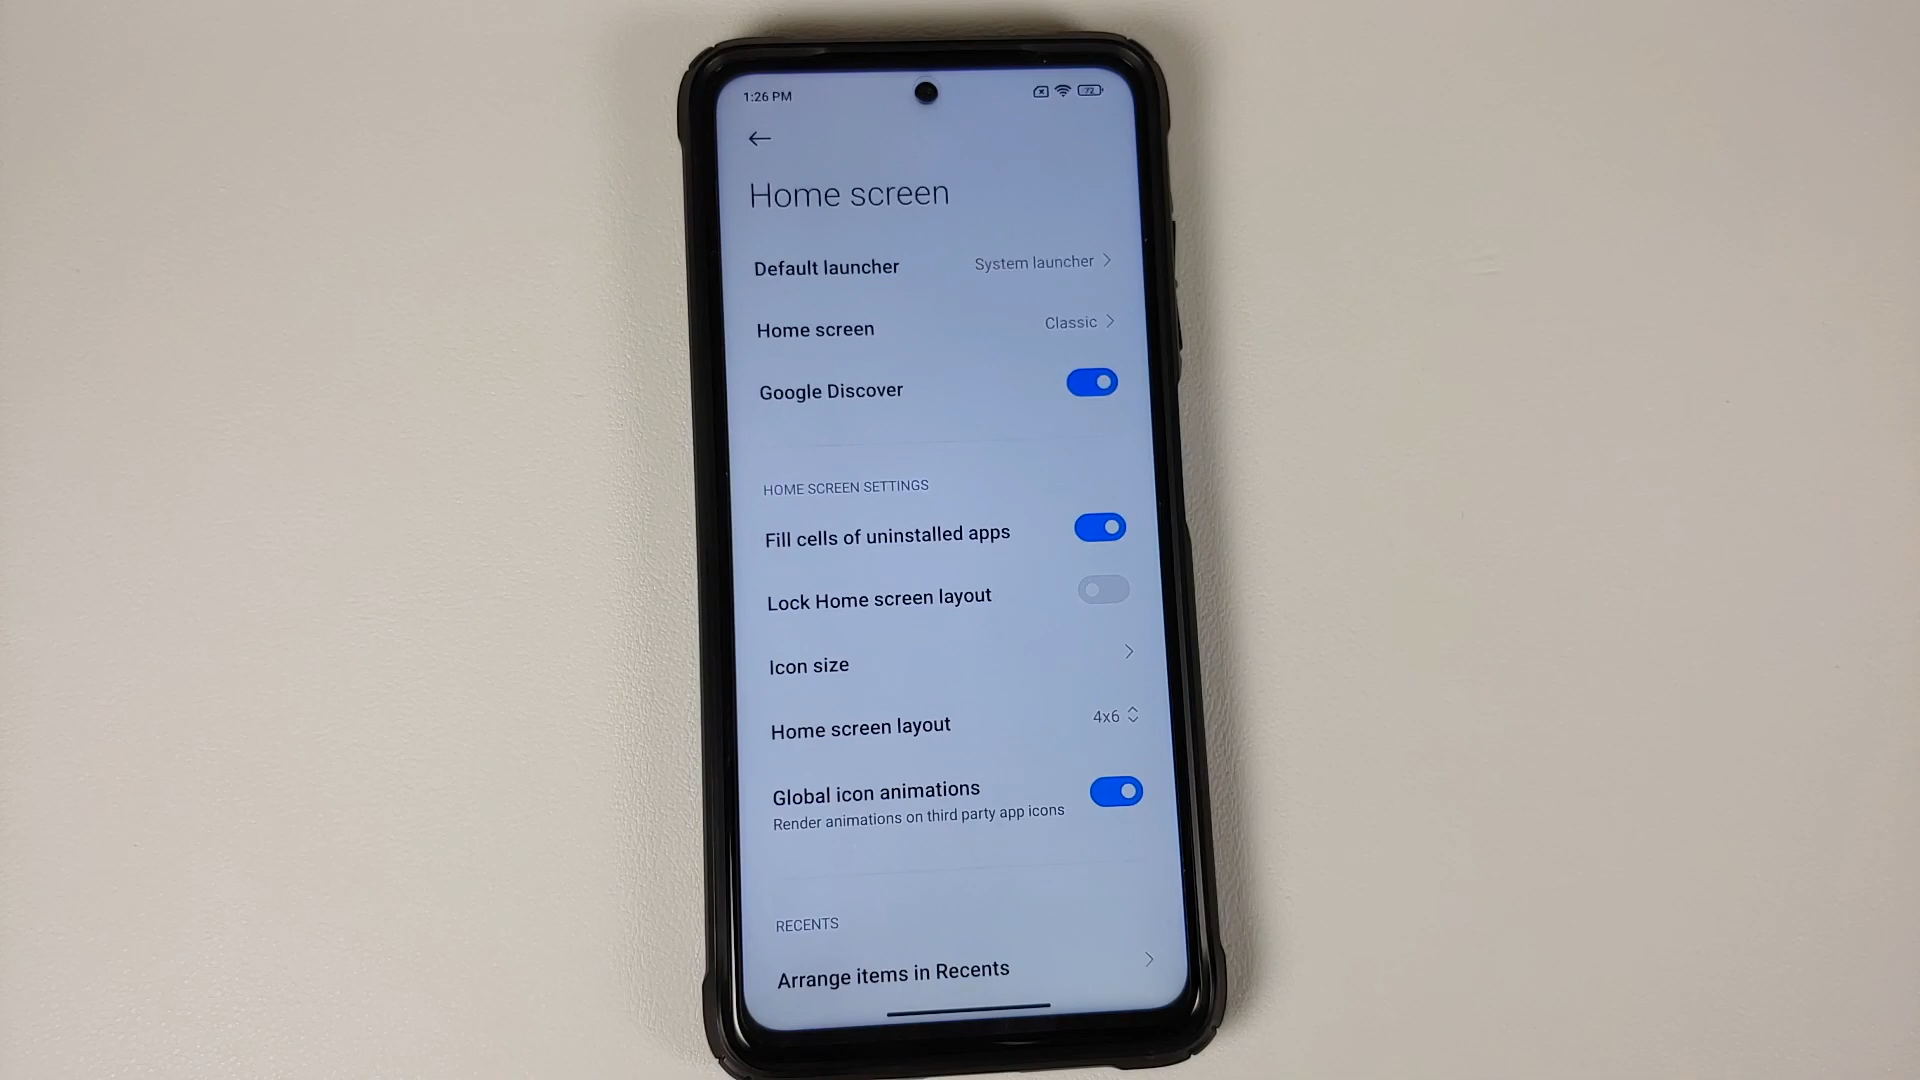 1:26 PM
72
Home screen
Default launcher
System launcher
Home screen
Classic
Google Discover
HOME SCREEN SETTINGS
Fill cells of uninstalled apps
Lock Home screen layout
Icon size
Home screen layout
4x6
Global icon animations
Render animations on third party app icons
RECENTS
Arrange items in Recents